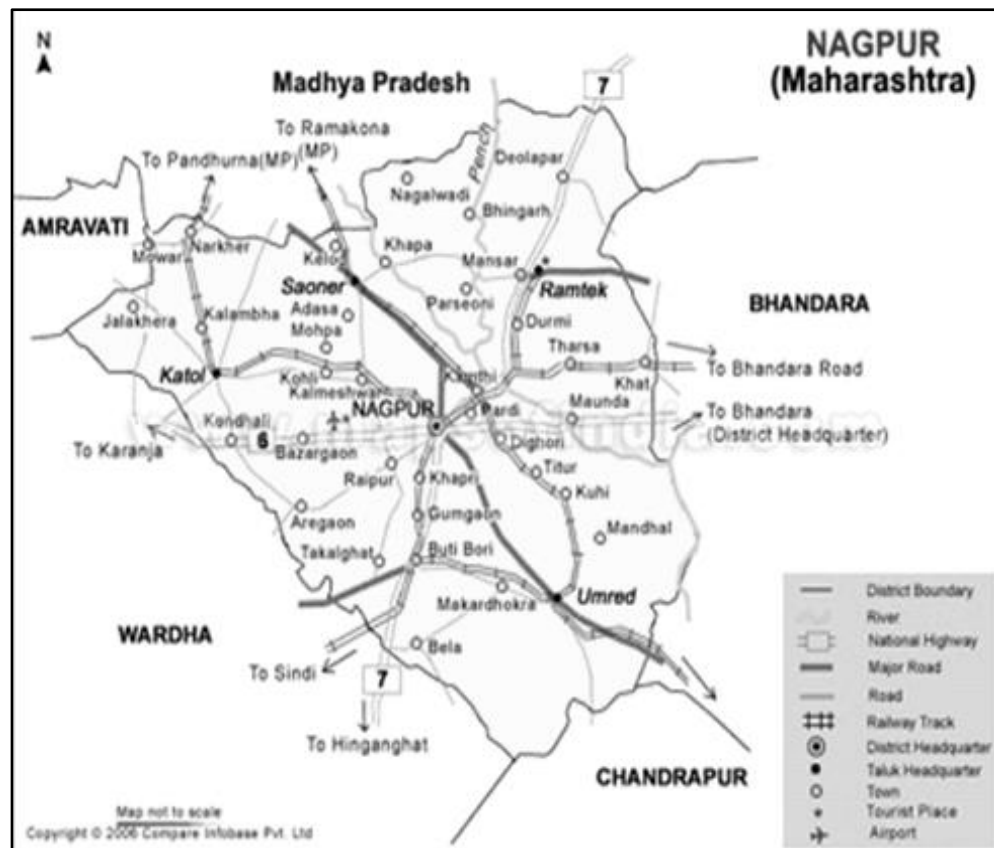 N
NAGPUR
(Maharashtra)
7
Madhya Pradesh
To Ramakona
(MP)
To Pandhurna(MP)
Pench
Deolapar
Nagalwadi
Bhingarh
AMRAVATI
Mowar
Narkher
Kelod
Khapa
Mansar
Saoner
Ramtek
Parseoni
BHANDARA
Jalakhera
Kalambha
Adasa
Mohpa
Durmi
Tharsa
To Bhandara Road
Katol
Kohli
Kalmeshwar
Kamthi
Khat
NAGPUR
Pardi
Maunda
To Bhandara
(District Headquarter)
Kondhali
To Karanja
6
Bazargaon
Dighori
Raipur
Khapri
Titur
Kuhi
Aregaon
Gumgaon
Mandhal
Takalghat
Buti Bori
Makardhokra
Umred
WARDHA
Bela
To Sindi
7
To Hinganghat
CHANDRAPUR
District Boundary
River
National Highway
Major Road
Road
Railway Track
District Headquarter
Taluk Headquarter
Town
Tourist Place
Airport
Map not to scale
Copyright © 2006 Compare Infobase Pvt. Ltd